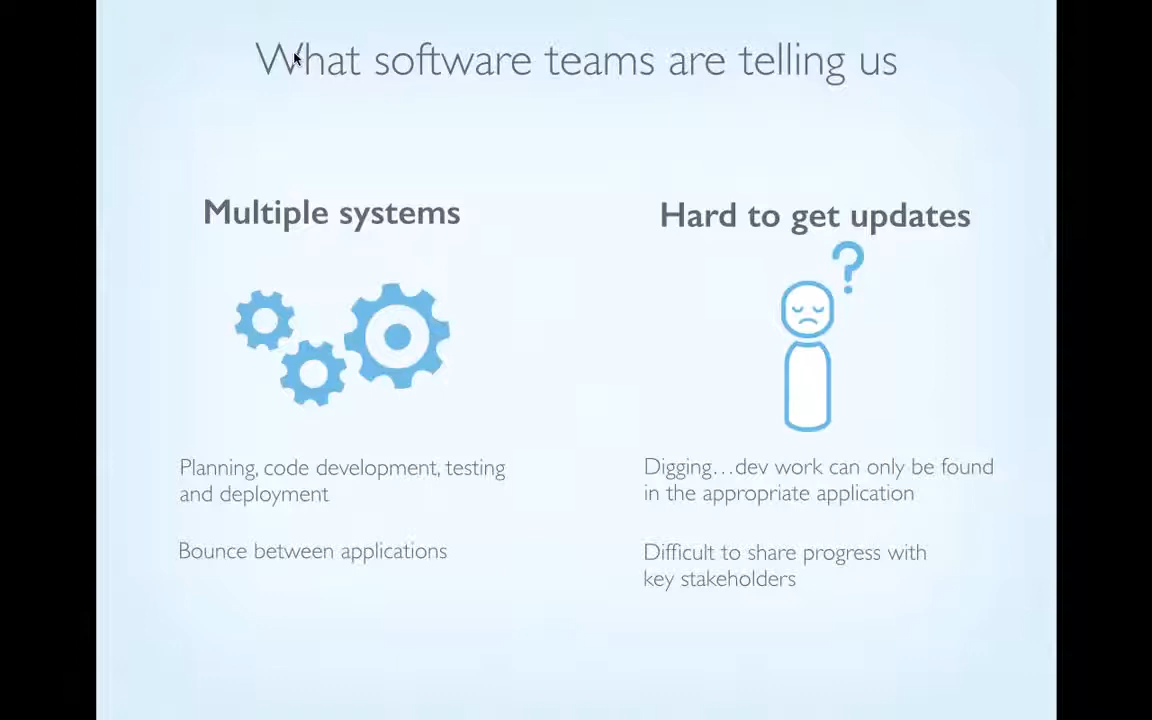 What software teams are telling us
Multiple systems
Planning, code development, testing
and deployment
Bounce between applications
Hard to get updates
?
Digging…dev work can only be found
in the appropriate application
Difficult to share progress with
key stakeholders